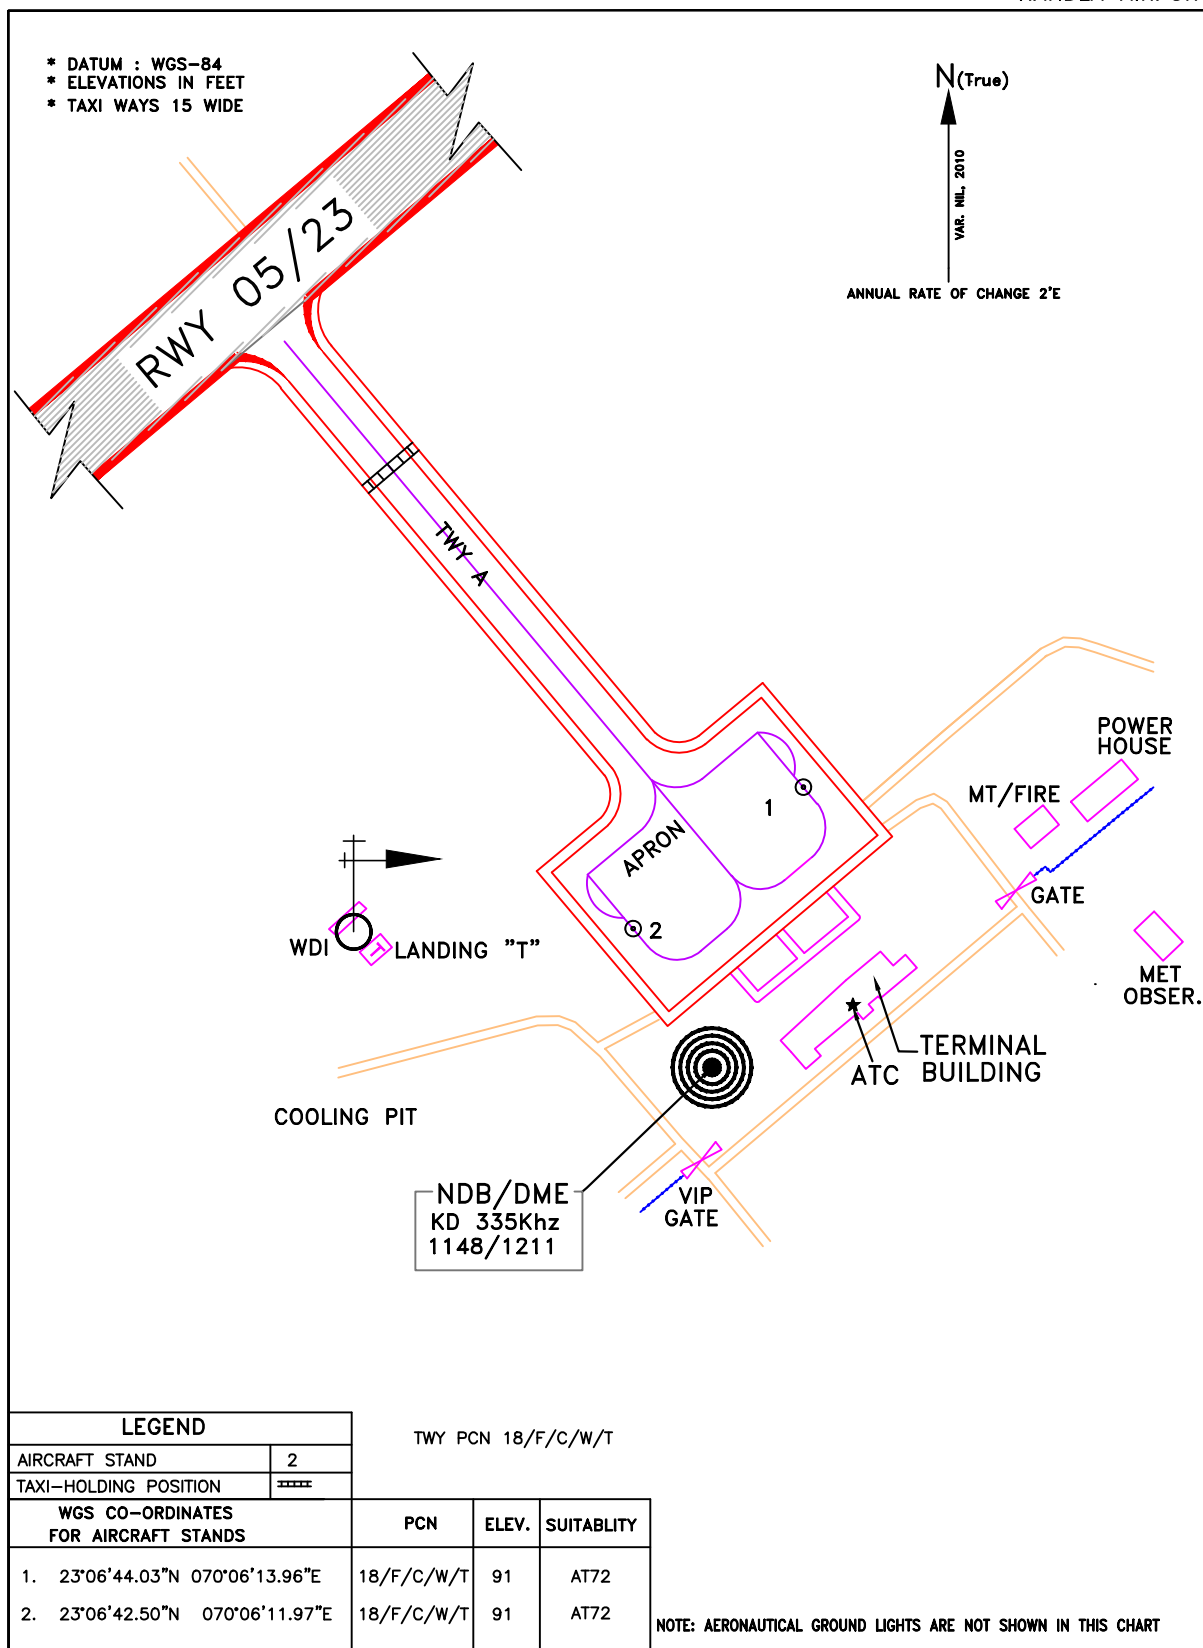 * DATUM : WGS-84
* ELEVATIONS IN FEET
* TAXI WAYS 15 WIDE
N(True)
VAR. NIL, 2010
ANNUAL RATE OF CHANGE 2'E
RWY 05/23
TWY A
POWER
HOUSE
MT/FIRE
1
APRON
GATE
2
WDI
LANDING "T"
T
MET
OBSER.
TERMINAL
BUILDING
ATC
COOLING PIT
NDB/DME
KD 335Khz
1148/1211
VIP
GATE
LEGEND
AIRCRAFT STAND 2
TAXI-HOLDING POSITION
TWY PCN 18/F/C/W/T
WGS CO-ORDINATES
FOR AIRCRAFT STANDS
PCN ELEV. SUITABLITY
1. 23°06'44.03"N 070°06'13.96"E 18/F/C/W/T 91 AT72
2. 23°06'42.50"N 070°06'11.97"E 18/F/C/W/T 91 AT72
NOTE: AERONAUTICAL GROUND LIGHTS ARE NOT SHOWN IN THIS CHART